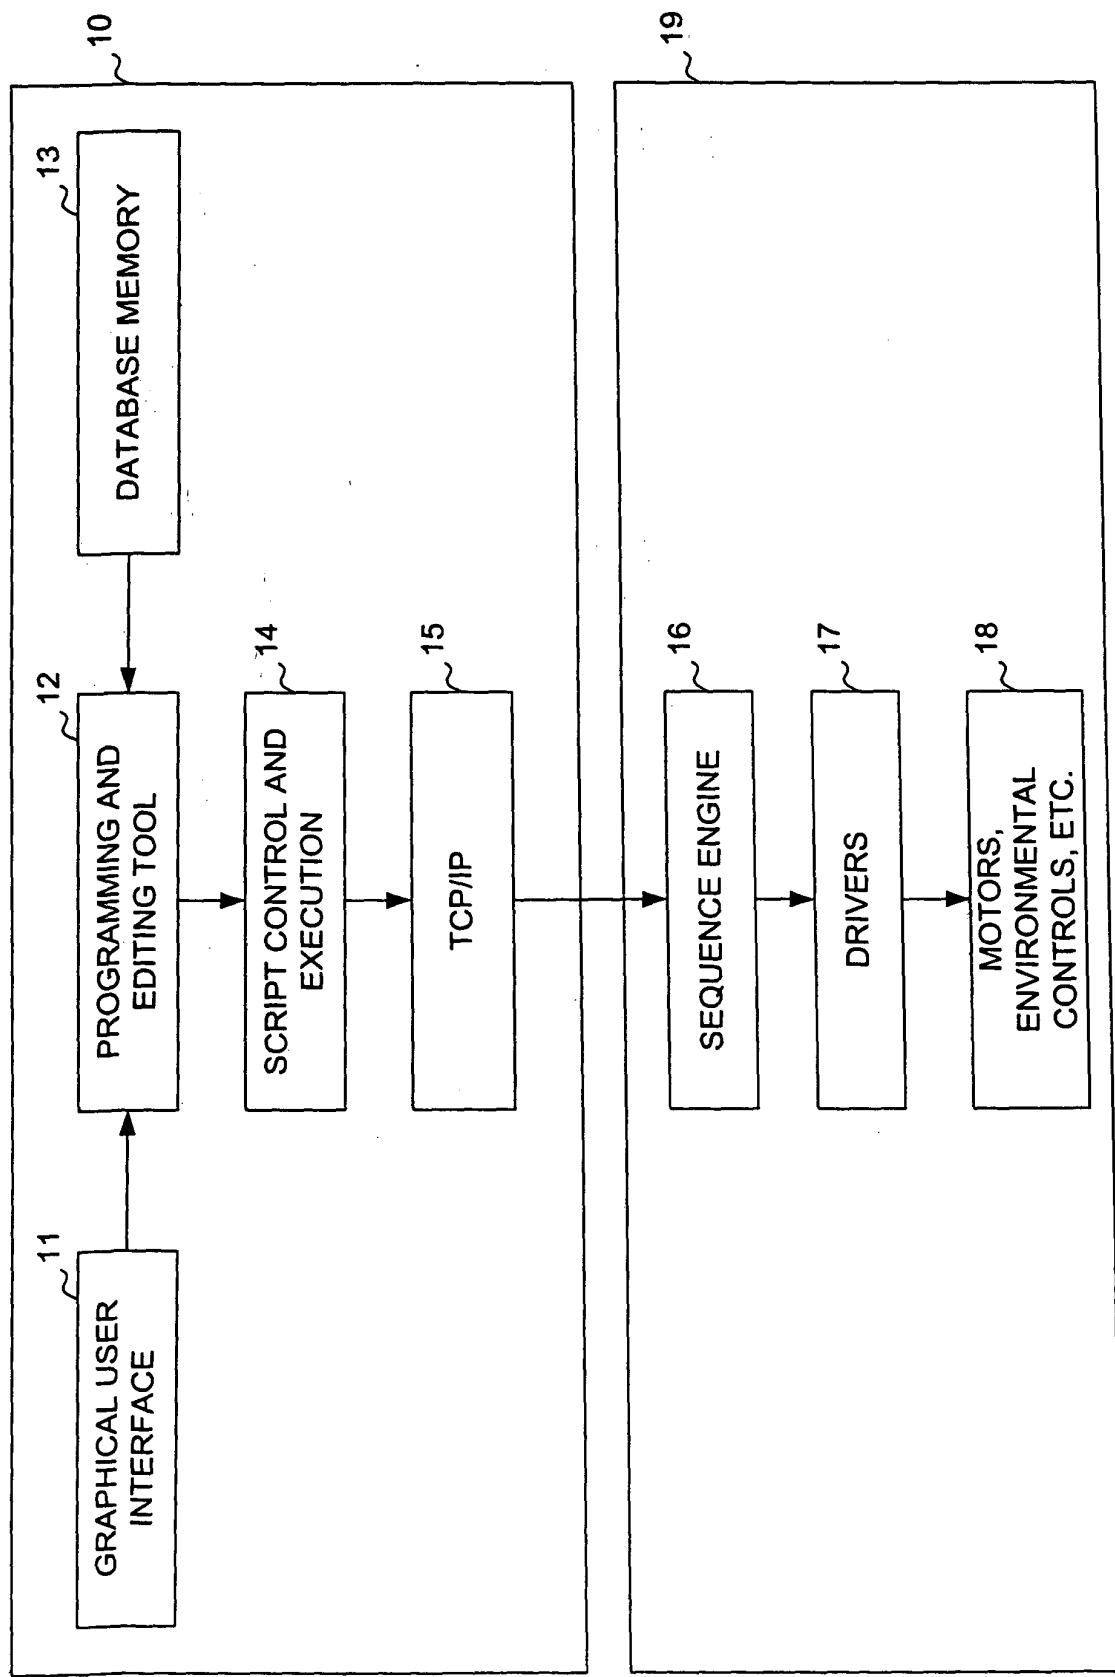 10
11
GRAPHICAL USER
INTERFACE
12
PROGRAMMING AND
EDITING TOOL
13
DATABASE MEMORY
14
SCRIPT CONTROL AND
EXECUTION
15
TCP/IP
19
16
SEQUENCE ENGINE
17
DRIVERS
18
MOTORS,
ENVIRONMENTAL
CONTROLS, ETC.